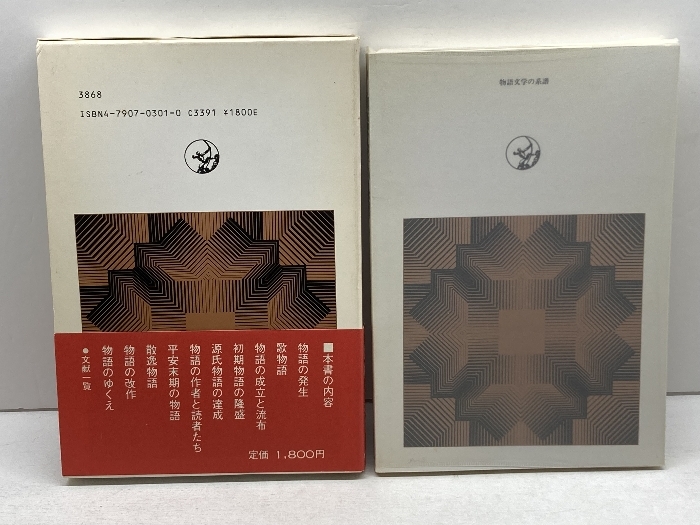 3868
ISBN4-7907-0301-0 C3391 ¥1800E
■本書の内容
物語の発生
歌物語
物語の成立と流布
初期物語の隆盛
源氏物語の達成
物語の作者と読者たち
平安末期の物語
散逸物語
物語の改作
物語のゆくえ
●文献一覧
定価 1,800円
物語文学の系譜